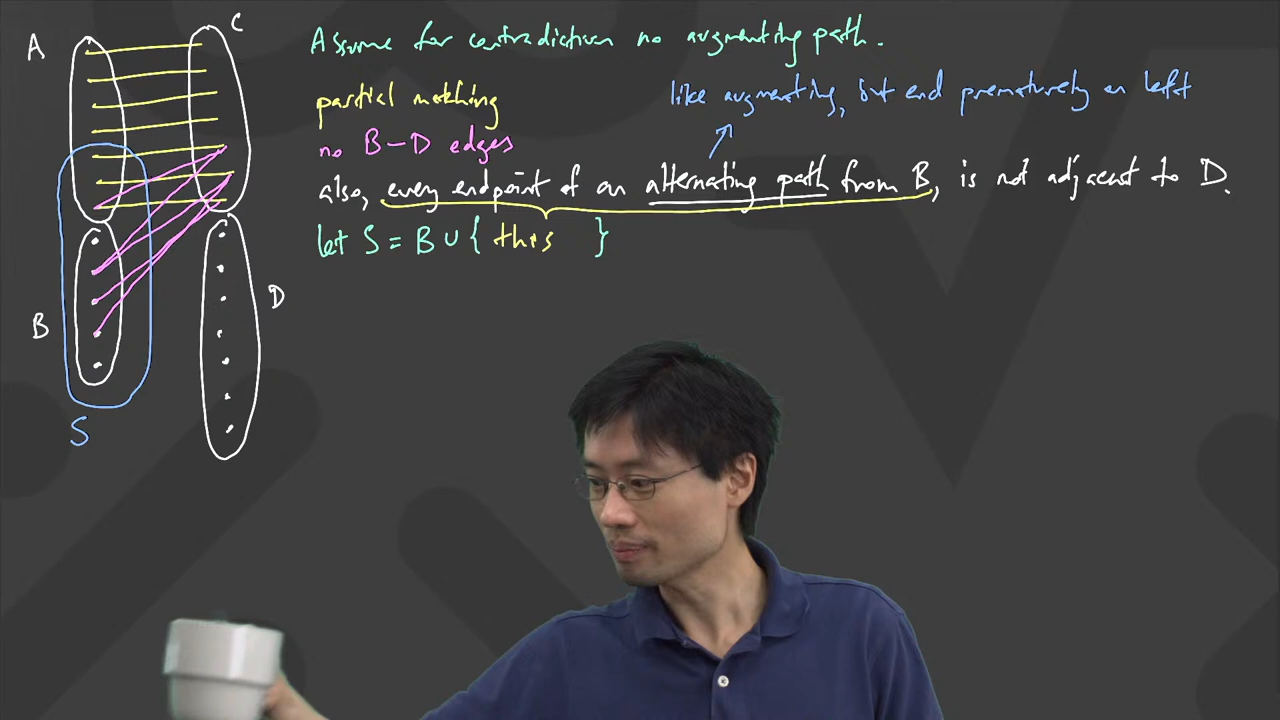 A
C
B
D
S
Assume for contradiction no augmenting path.
partial matching
like augmenting, but end prematurely on left
no B-D edges
also, every endpoint of an alternating path from B, is not adjacent to D.
let S = B ∪ { this }